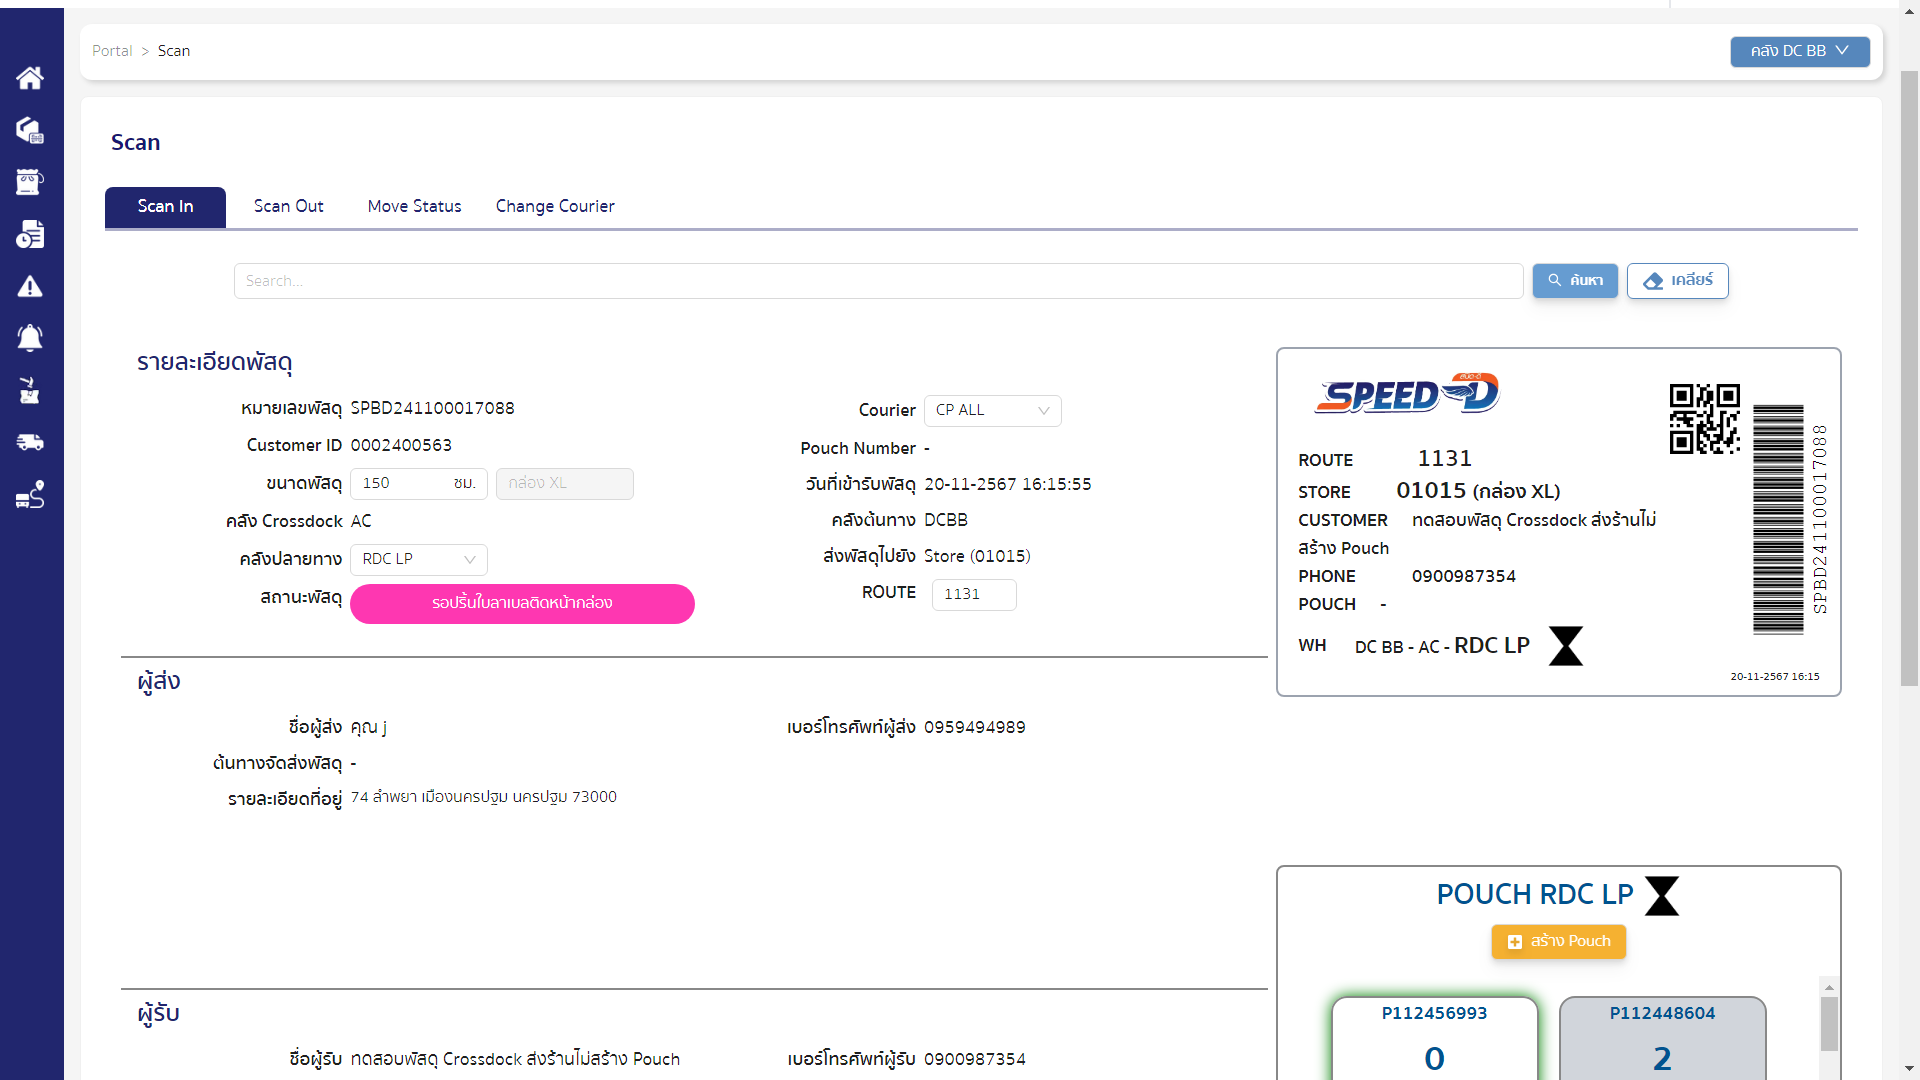 Portal > Scan
คลัง DC BB
Scan
Scan In Scan Out Move Status Change Courier
Search...
ค้นหา
เคลียร์
รายละเอียดพัสดุ
หมายเลขพัสดุ SPBD241100017088
Customer ID 0002400563
ขนาดพัสดุ 150 ซม. กล่อง XL
คลัง Crossdock AC
คลังปลายทาง RDC LP
สถานะพัสดุ รอปริ้นใบลาเบลติดหน้ากล่อง
Courier CP ALL
Pouch Number -
วันที่เข้ารับพัสดุ 20-11-2567 16:15:55
คลังต้นทาง DCBB
ส่งพัสดุไปยัง Store (01015)
ROUTE 1131
SPEED-D
ROUTE 1131
STORE 01015 (กล่อง XL)
CUSTOMER ทดสอบพัสดุ Crossdock ส่งร้านไม่
สร้าง Pouch
PHONE 0900987354
POUCH -
WH DC BB - AC - RDC LP
SPBD241100017088
20-11-2567 16:15
ผู้ส่ง
ชื่อผู้ส่ง คุณ j
ต้นทางจัดส่งพัสดุ -
รายละเอียดที่อยู่ 74 ลำพยา เมืองนครปฐม นครปฐม 73000
เบอร์โทรศัพท์ผู้ส่ง 0959494989
POUCH RDC LP
สร้าง Pouch
P112456993
0
P112448604
2
ผู้รับ
ชื่อผู้รับ ทดสอบพัสดุ Crossdock ส่งร้านไม่สร้าง Pouch
เบอร์โทรศัพท์ผู้รับ 0900987354